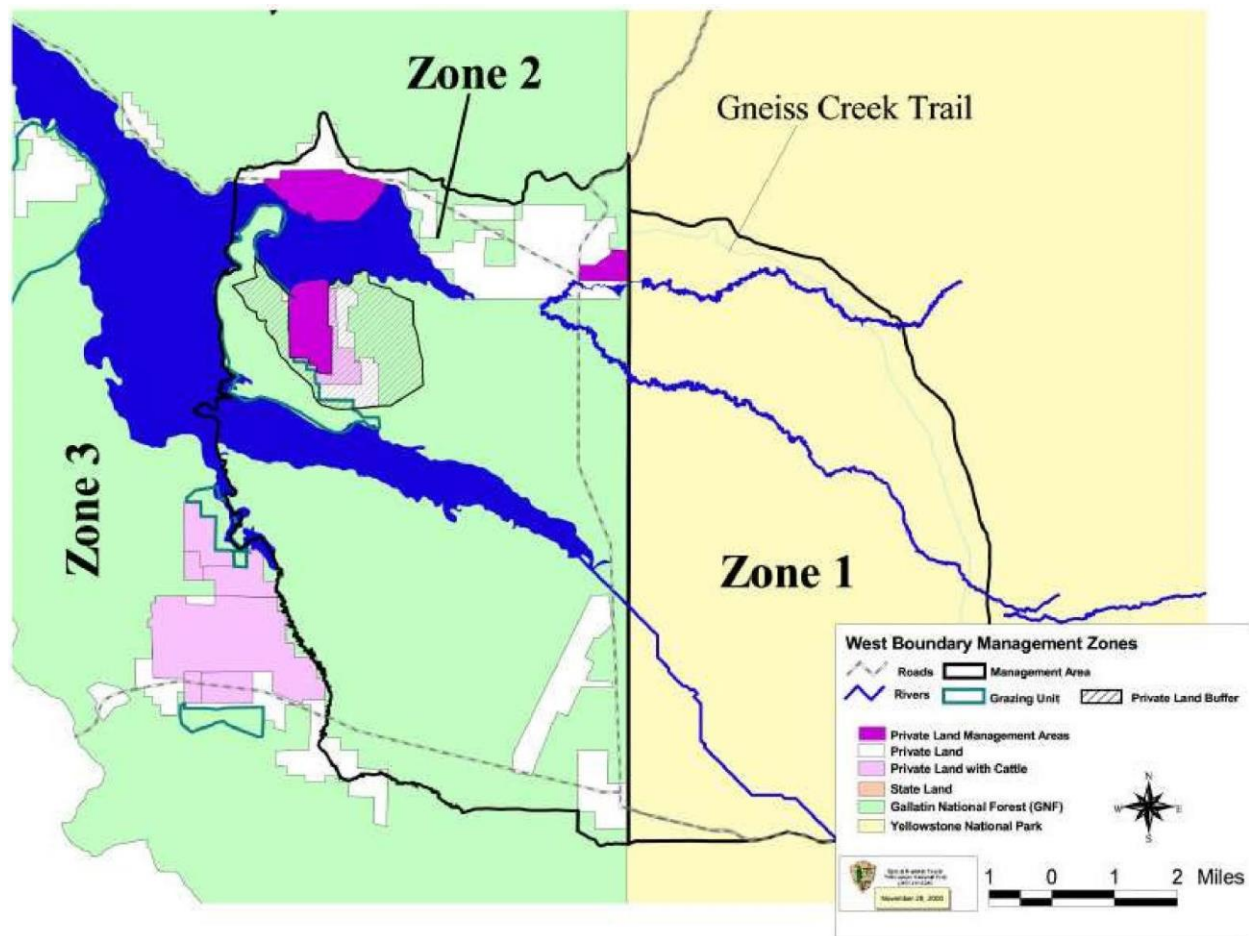 Zone 2
Gneiss Creek Trail
Zone 3
Zone 1
West Boundary Management Zones
Roads
Management Area
Rivers
Grazing Unit
Private Land Buffer
Private Land Management Areas
Private Land
Private Land with Cattle
State Land
Gallatin National Forest (GNF)
Yellowstone National Park
N
W
E
S
1 0 1 2 Miles